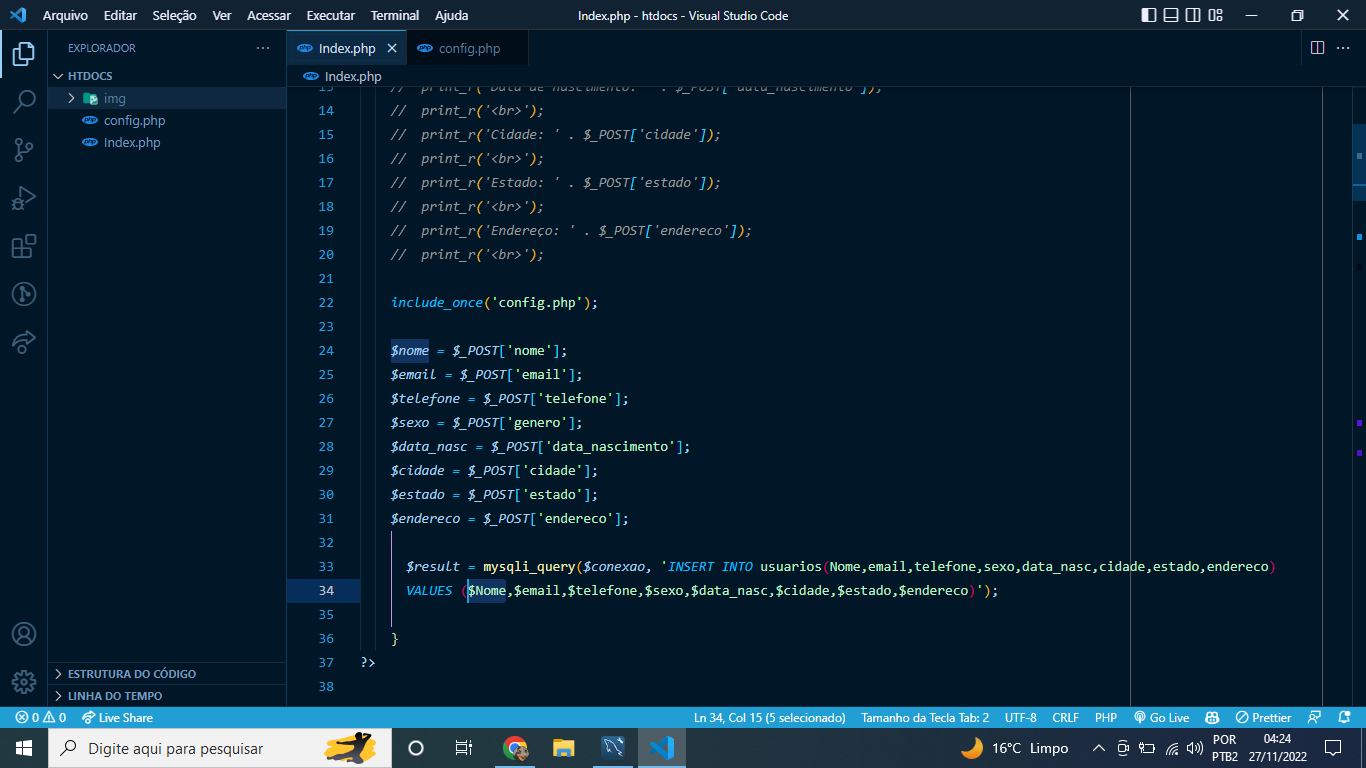 Arquivo Editar Seleção Ver Acessar Executar Terminal Ajuda Index.php - htdocs - Visual Studio Code
EXPLORADOR
HTDOCS
img
config.php
Index.php
ESTRUTURA DO CÓDIGO
LINHA DO TEMPO
Index.php config.php
Index.php
13 // print_r('Data de nascimento: ' . $_POST['data_nascimento']);
14 // print_r('<br>');
15 // print_r('Cidade: ' . $_POST['cidade']);
16 // print_r('<br>');
17 // print_r('Estado: ' . $_POST['estado']);
18 // print_r('<br>');
19 // print_r('Endereço: ' . $_POST['endereco']);
20 // print_r('<br>');
21
22 include_once('config.php');
23
24 $nome = $_POST['nome'];
25 $email = $_POST['email'];
26 $telefone = $_POST['telefone'];
27 $sexo = $_POST['genero'];
28 $data_nasc = $_POST['data_nascimento'];
29 $cidade = $_POST['cidade'];
30 $estado = $_POST['estado'];
31 $endereco = $_POST['endereco'];
32
33 $result = mysqli_query($conexao, 'INSERT INTO usuarios(Nome,email,telefone,sexo,data_nasc,cidade,estado,endereco)
34 VALUES ($Nome,$email,$telefone,$sexo,$data_nasc,$cidade,$estado,$endereco)');
35
36 }
37 ?>
38
0 0 Live Share Ln 34, Col 15 (5 selecionado) Tamanho da Tecla Tab: 2 UTF-8 CRLF PHP Go Live Prettier
Digite aqui para pesquisar 16°C Limpo POR 04:24
PTB2 27/11/2022